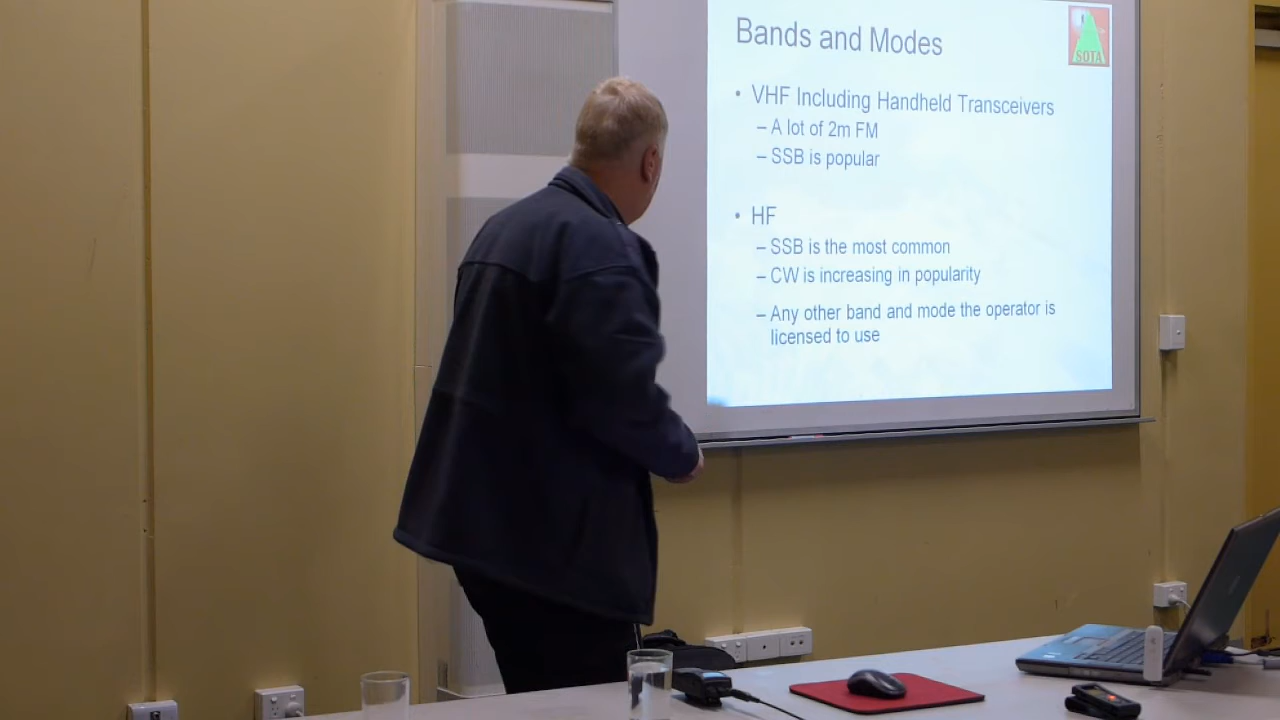 Bands and Modes
SOTA
• VHF Including Handheld Transceivers
– A lot of 2m FM
– SSB is popular
• HF
– SSB is the most common
– CW is increasing in popularity
– Any other band and mode the operator is
licensed to use